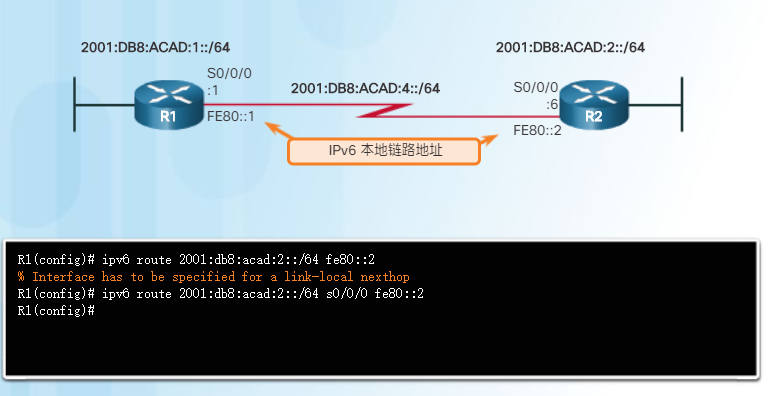 2001:DB8:ACAD:1::/64
2001:DB8:ACAD:2::/64
S0/0/0
:1
2001:DB8:ACAD:4::/64
S0/0/0
:6
R1
R2
FE80::1
FE80::2
IPv6 本地链路地址
R1(config)# ipv6 route 2001:db8:acad:2::/64 fe80::2
% Interface has to be specified for a link-local nexthop
R1(config)# ipv6 route 2001:db8:acad:2::/64 s0/0/0 fe80::2
R1(config)#